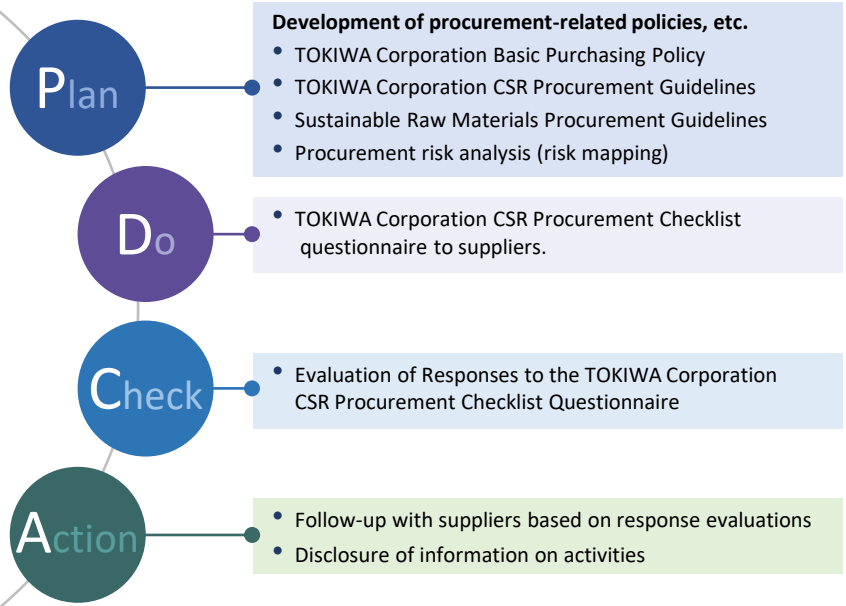 Plan
Development of procurement-related policies, etc.
• TOKIWA Corporation Basic Purchasing Policy
• TOKIWA Corporation CSR Procurement Guidelines
• Sustainable Raw Materials Procurement Guidelines
• Procurement risk analysis (risk mapping)
Do
• TOKIWA Corporation CSR Procurement Checklist
questionnaire to suppliers.
Check
• Evaluation of Responses to the TOKIWA Corporation
CSR Procurement Checklist Questionnaire
Action
• Follow-up with suppliers based on response evaluations
• Disclosure of information on activities